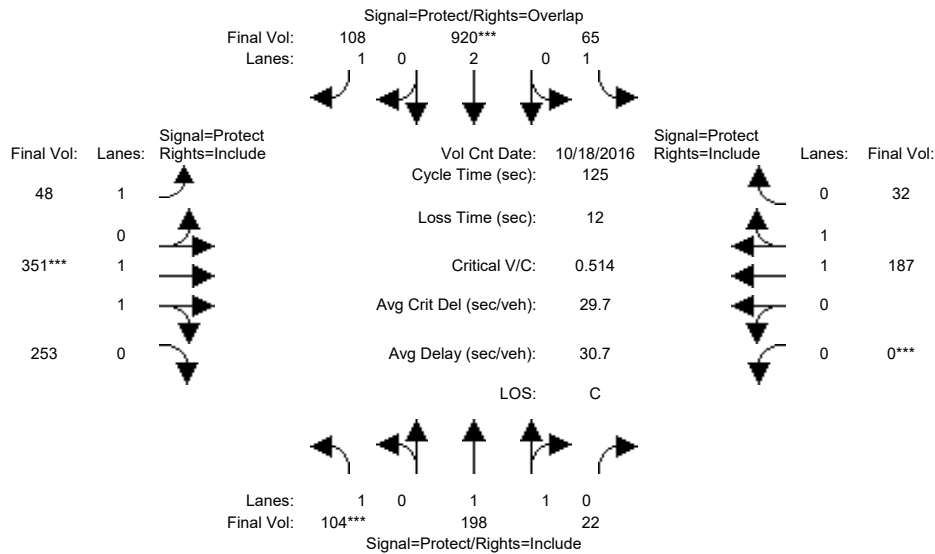 Signal=Protect/Rights=Overlap
Final Vol: 108 920*** 65
Lanes: 1 0 2 0 1
Signal=Protect Signal=Protect
Final Vol: Lanes: Rights=Include Vol Cnt Date: 10/18/2016 Rights=Include Lanes: Final Vol:
Cycle Time (sec): 125
48 1 0 32
Loss Time (sec): 12
0 1
351*** 1 Critical V/C: 0.514 1 187
1 Avg Crit Del (sec/veh): 29.7 0
253 0 Avg Delay (sec/veh): 30.7 0 0***
LOS: C
Lanes: 1 0 1 1 0
Final Vol: 104*** 198 22
Signal=Protect/Rights=Include